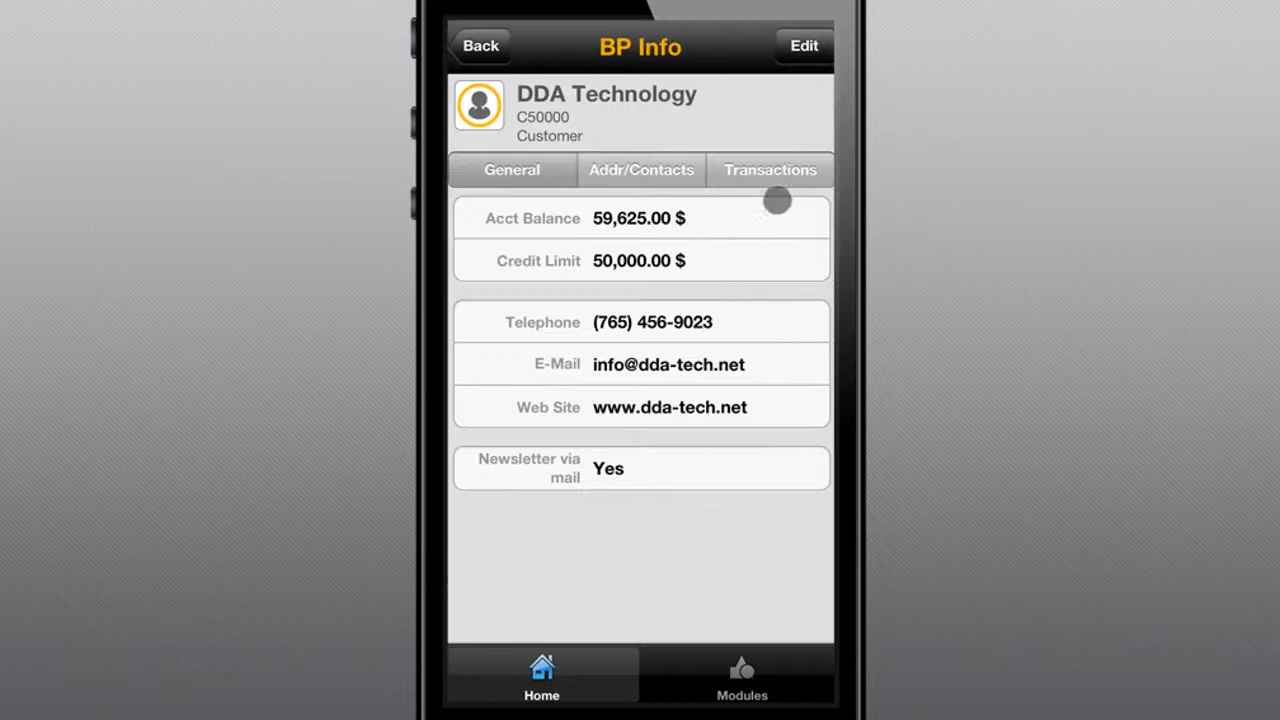 Back
BP Info
Edit
DDA Technology
C50000
Customer
General
Addr/Contacts
Transactions
Acct Balance 59,625.00 $
Credit Limit 50,000.00 $
Telephone (765) 456-9023
E-Mail info@dda-tech.net
Web Site www.dda-tech.net
Newsletter via
mail
Yes
Home
Modules